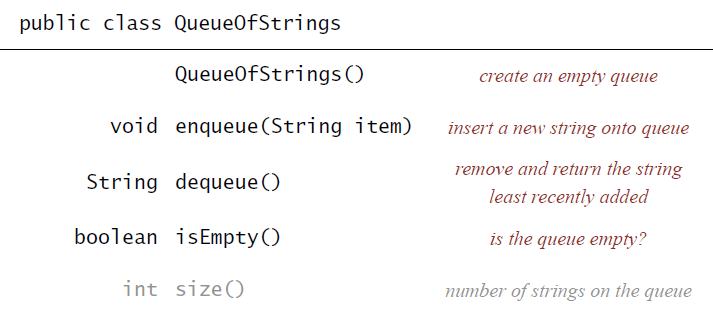 public class QueueOfStrings
QueueOfStrings() create an empty queue
void enqueue(String item) insert a new string onto queue
String dequeue() remove and return the string
least recently added
boolean isEmpty() is the queue empty?
int size() number of strings on the queue